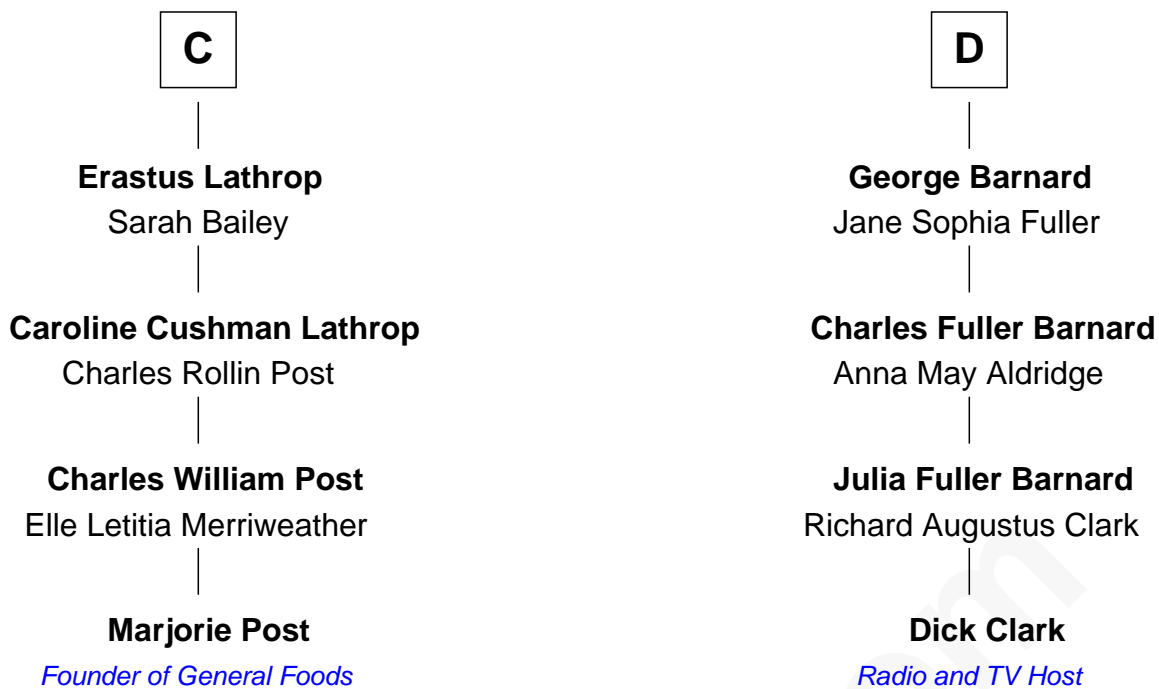 C
Erastus Lathrop
Sarah Bailey
Caroline Cushman Lathrop
Charles Rollin Post
Charles William Post
Elle Letitia Merriweather
Marjorie Post
Founder of General Foods
D
George Barnard
Jane Sophia Fuller
Charles Fuller Barnard
Anna May Aldridge
Julia Fuller Barnard
Richard Augustus Clark
Dick Clark
Radio and TV Host